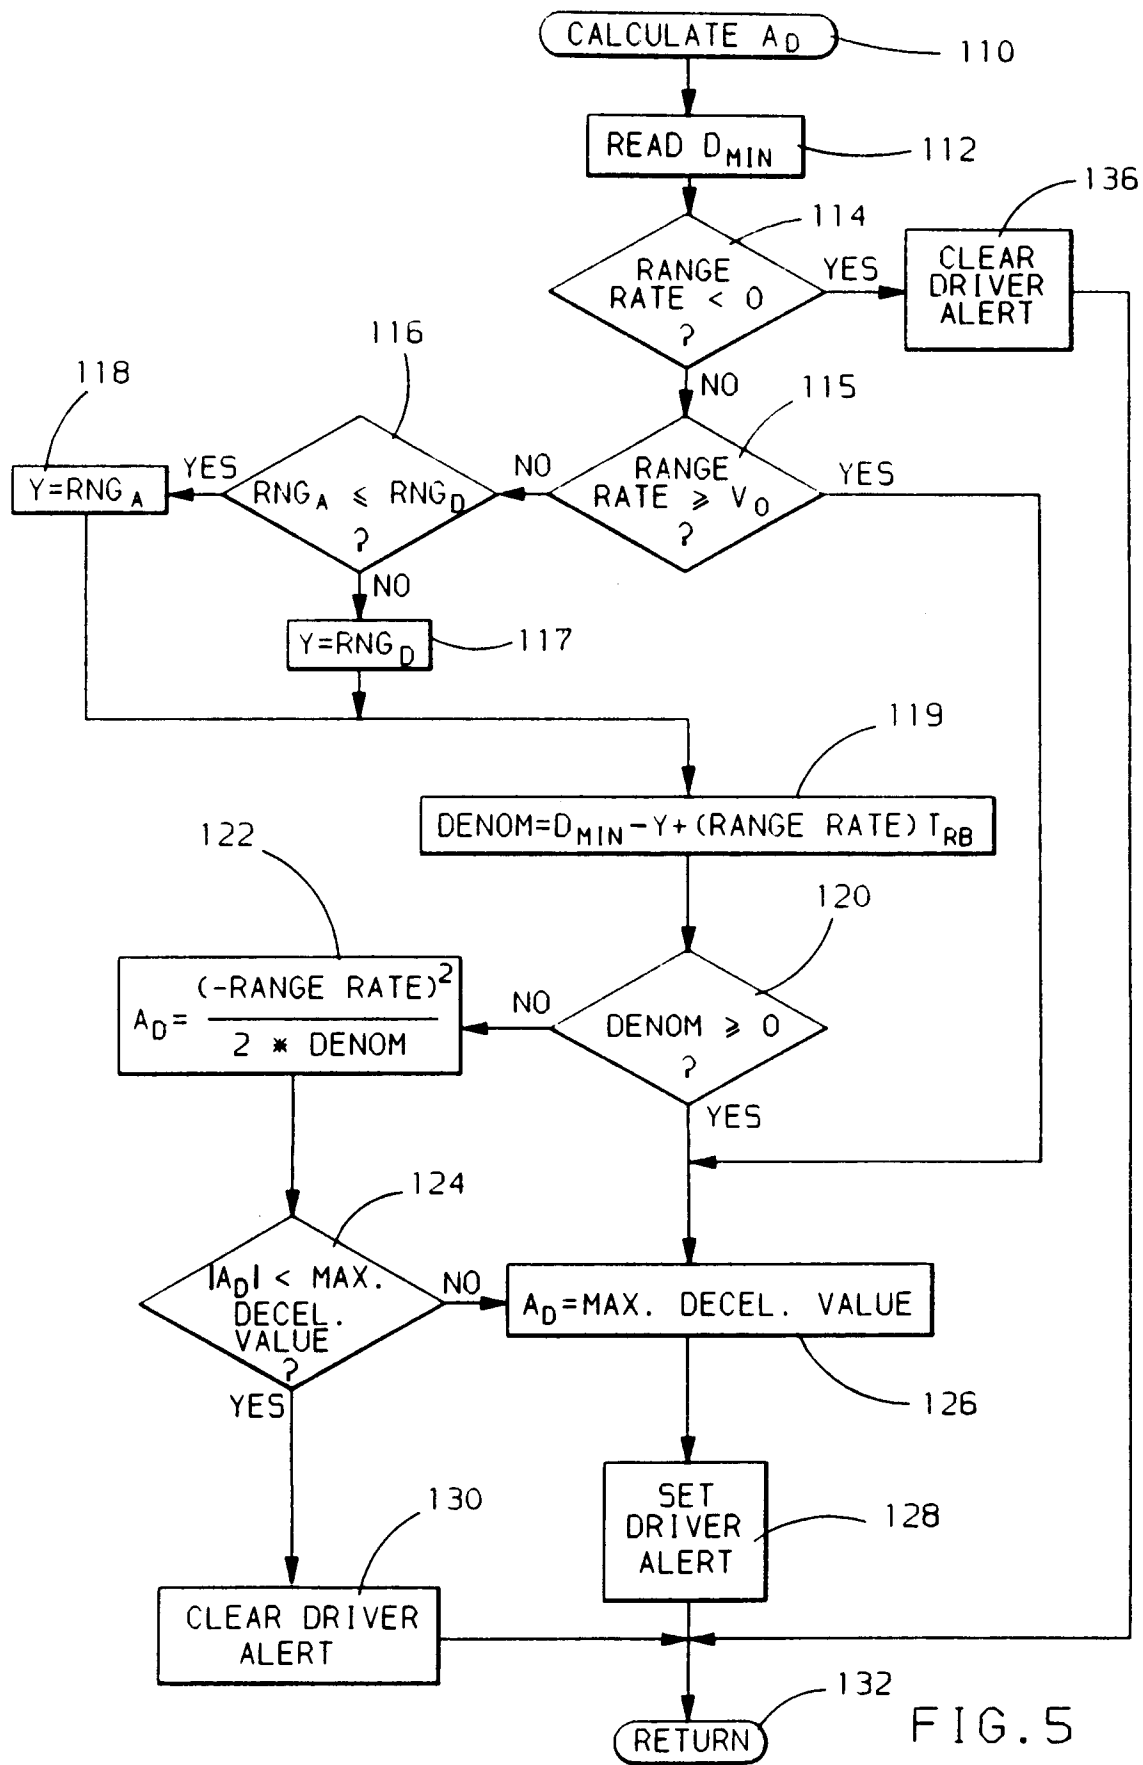 CALCULATE A_D
110
READ D_MIN
112
136
114
RANGE
RATE < 0
?
YES
CLEAR
DRIVER
ALERT
NO
116
118
115
YES
RNG_A ⩽ RNG_D
?
NO
RANGE
RATE ⩾ V_0
?
YES
Y=RNG_A
NO
Y=RNG_D
117
119
DENOM=D_MIN-Y+(RANGE RATE) T_RB
122
120
A_D= (-RANGE RATE)^2
2 * DENOM
NO
DENOM ⩾ 0
?
YES
124
|A_D| < MAX.
DECEL.
VALUE
?
NO
A_D=MAX. DECEL. VALUE
YES
126
130
SET
DRIVER
ALERT
128
CLEAR DRIVER
ALERT
132
RETURN
FIG.5